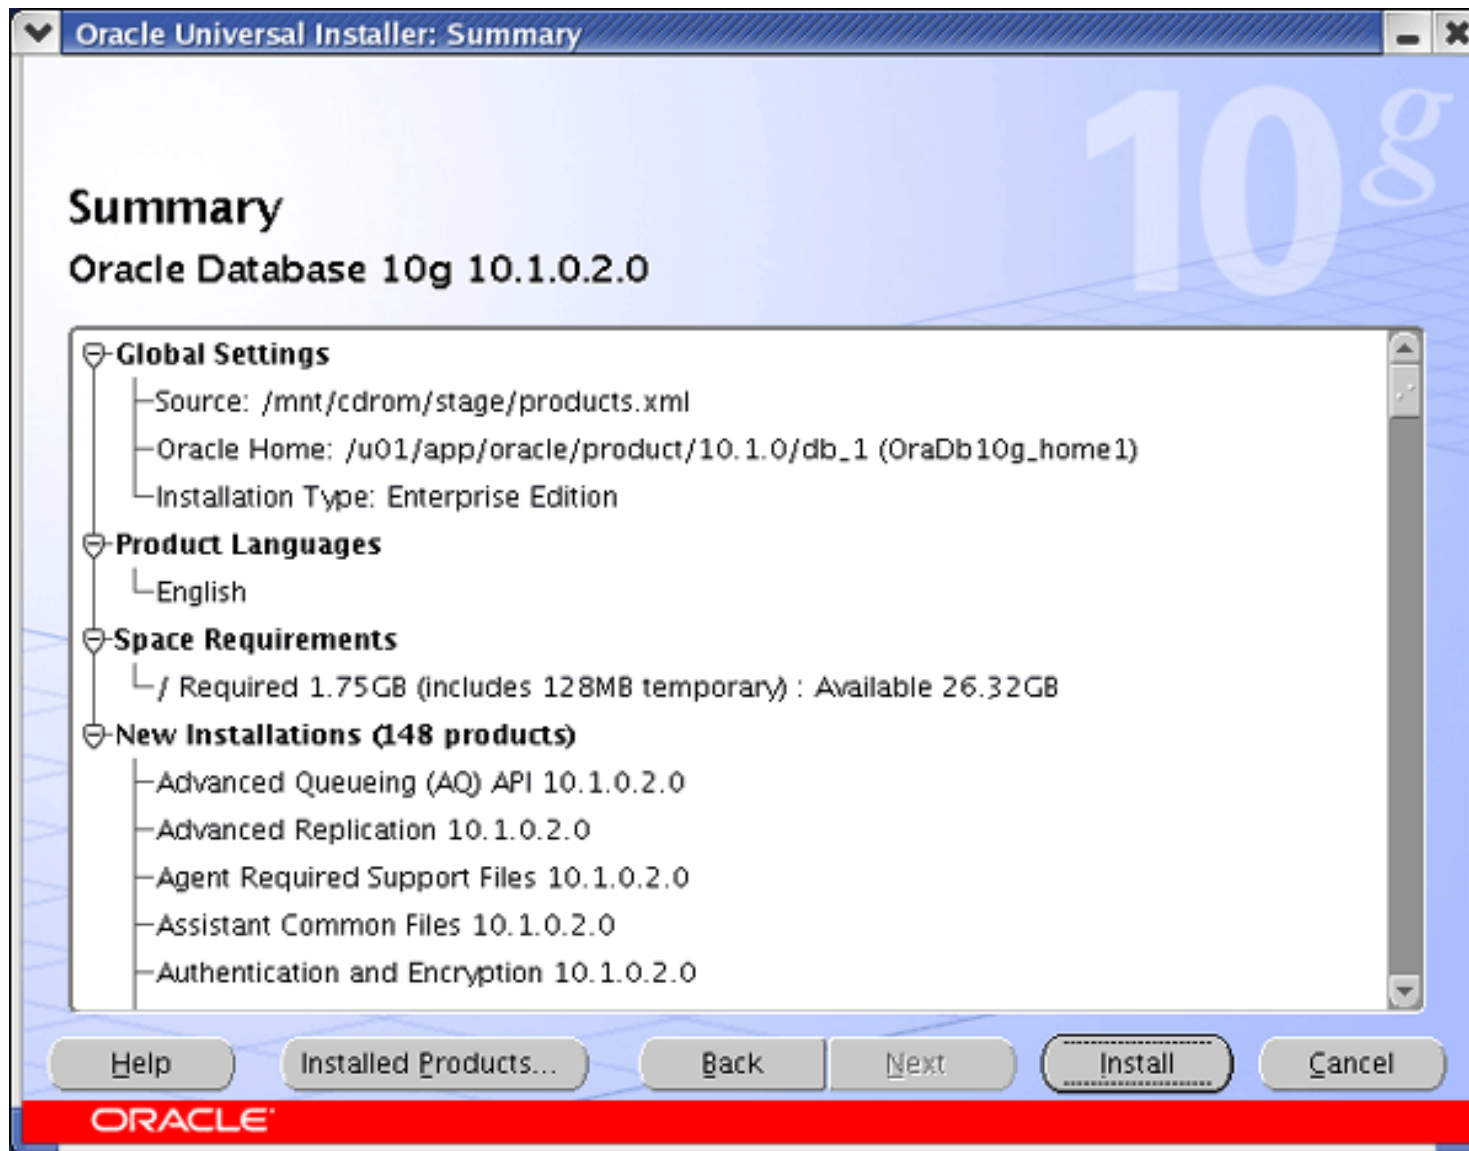 Oracle Universal Installer: Summary
10g
Summary
Oracle Database 10g 10.1.0.2.0
Global Settings
Source: /mnt/cdrom/stage/products.xml
Oracle Home: /u01/app/oracle/product/10.1.0/db_1 (OraDb10g_home1)
Installation Type: Enterprise Edition
Product Languages
English
Space Requirements
/ Required 1.75GB (includes 128MB temporary) : Available 26.32GB
New Installations (148 products)
Advanced Queueing (AQ) API 10.1.0.2.0
Advanced Replication 10.1.0.2.0
Agent Required Support Files 10.1.0.2.0
Assistant Common Files 10.1.0.2.0
Authentication and Encryption 10.1.0.2.0
Help Installed Products... Back Next Install Cancel
ORACLE